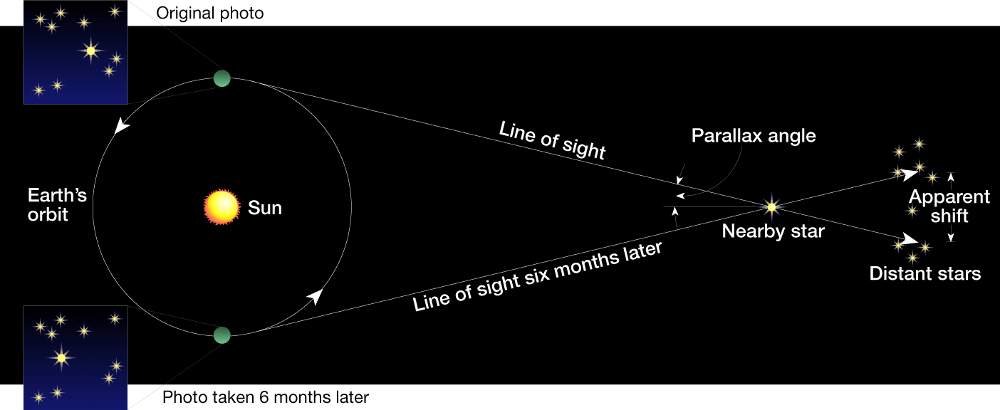 Original photo
Line of sight
Parallax angle
Earth's
orbit
Sun
Apparent
shift
Nearby star
Line of sight six months later
Distant stars
Photo taken 6 months later